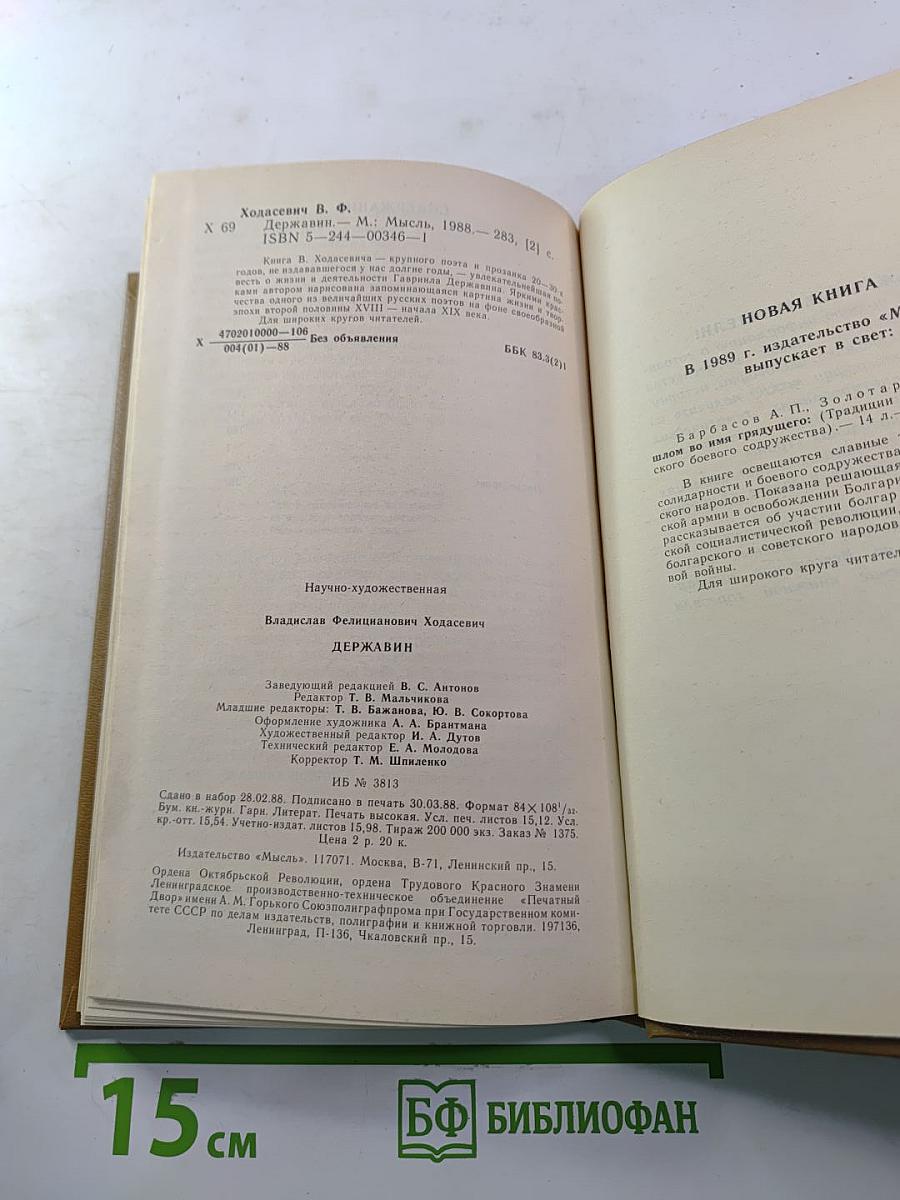 Ходасевич В. Ф.
Х 69 Державин.— М.: Мысль, 1988.— 283, [2] с.
ISBN 5—244—00346—1
Книга В. Ходасевича — крупного поэта и прозаика 20—30-х
годов, не издававшегося у нас долгие годы, — увлекательнейшая по-
весть о жизни и деятельности Гавриила Державина. Яркими крас-
ками автором нарисована запоминающаяся картина жизни и твор-
чества одного из величайших русских поэтов на фоне своеобразной
эпохи второй половины XVIII — начала XIX века.
Для широких кругов читателей.
Х 4702010000—106
004(01)—88 Без объявления
ББК 83.3(2)1
Научно-художественная
Владислав Фелицианович Ходасевич
ДЕРЖАВИН
Заведующий редакцией В. С. Антонов
Редактор Т. В. Мальчикова
Младшие редакторы: Т. В. Бажанова, Ю. В. Сокортова
Оформление художника А. А. Брантмана
Художественный редактор И. А. Дутов
Технический редактор Е. А. Молодова
Корректор Т. М. Шпиленко
ИБ № 3813
Сдано в набор 28.02.88. Подписано в печать 30.03.88. Формат 84×108¹/₃₂.
Бум. кн.-журн. Гарн. Литерат. Печать высокая. Усл. печ. листов 15,12. Усл.
кр.-отт. 15,54. Учетно-издат. листов 15,98. Тираж 200 000 экз. Заказ № 1375.
Цена 2 р. 20 к.
Издательство «Мысль». 117071. Москва, В-71, Ленинский пр., 15.
Ордена Октябрьской Революции, ордена Трудового Красного Знамени
Ленинградское производственно-техническое объединение «Печатный
Двор» имени А. М. Горького Союзполиграфпрома при Государственном коми-
тете СССР по делам издательств, полиграфии и книжной торговли. 197136,
Ленинград, П-136, Чкаловский пр., 15.
НОВАЯ КНИГА
В 1989 г. издательство «М
выпускает в свет:
Барбасов А. П., Золотар
шлом во имя грядущего: (Традиции
ского боевого содружества).— 14 л.—
В книге освещаются славные
солидарности и боевого содружества
ского народов. Показана решающая
ской армии в освобождении Болгари
рассказывается об участии болгар
ской социалистической революции,
болгарского и советского народов
вой войны.
Для широкого круга читател
15 см
БФ БИБЛИОФАН